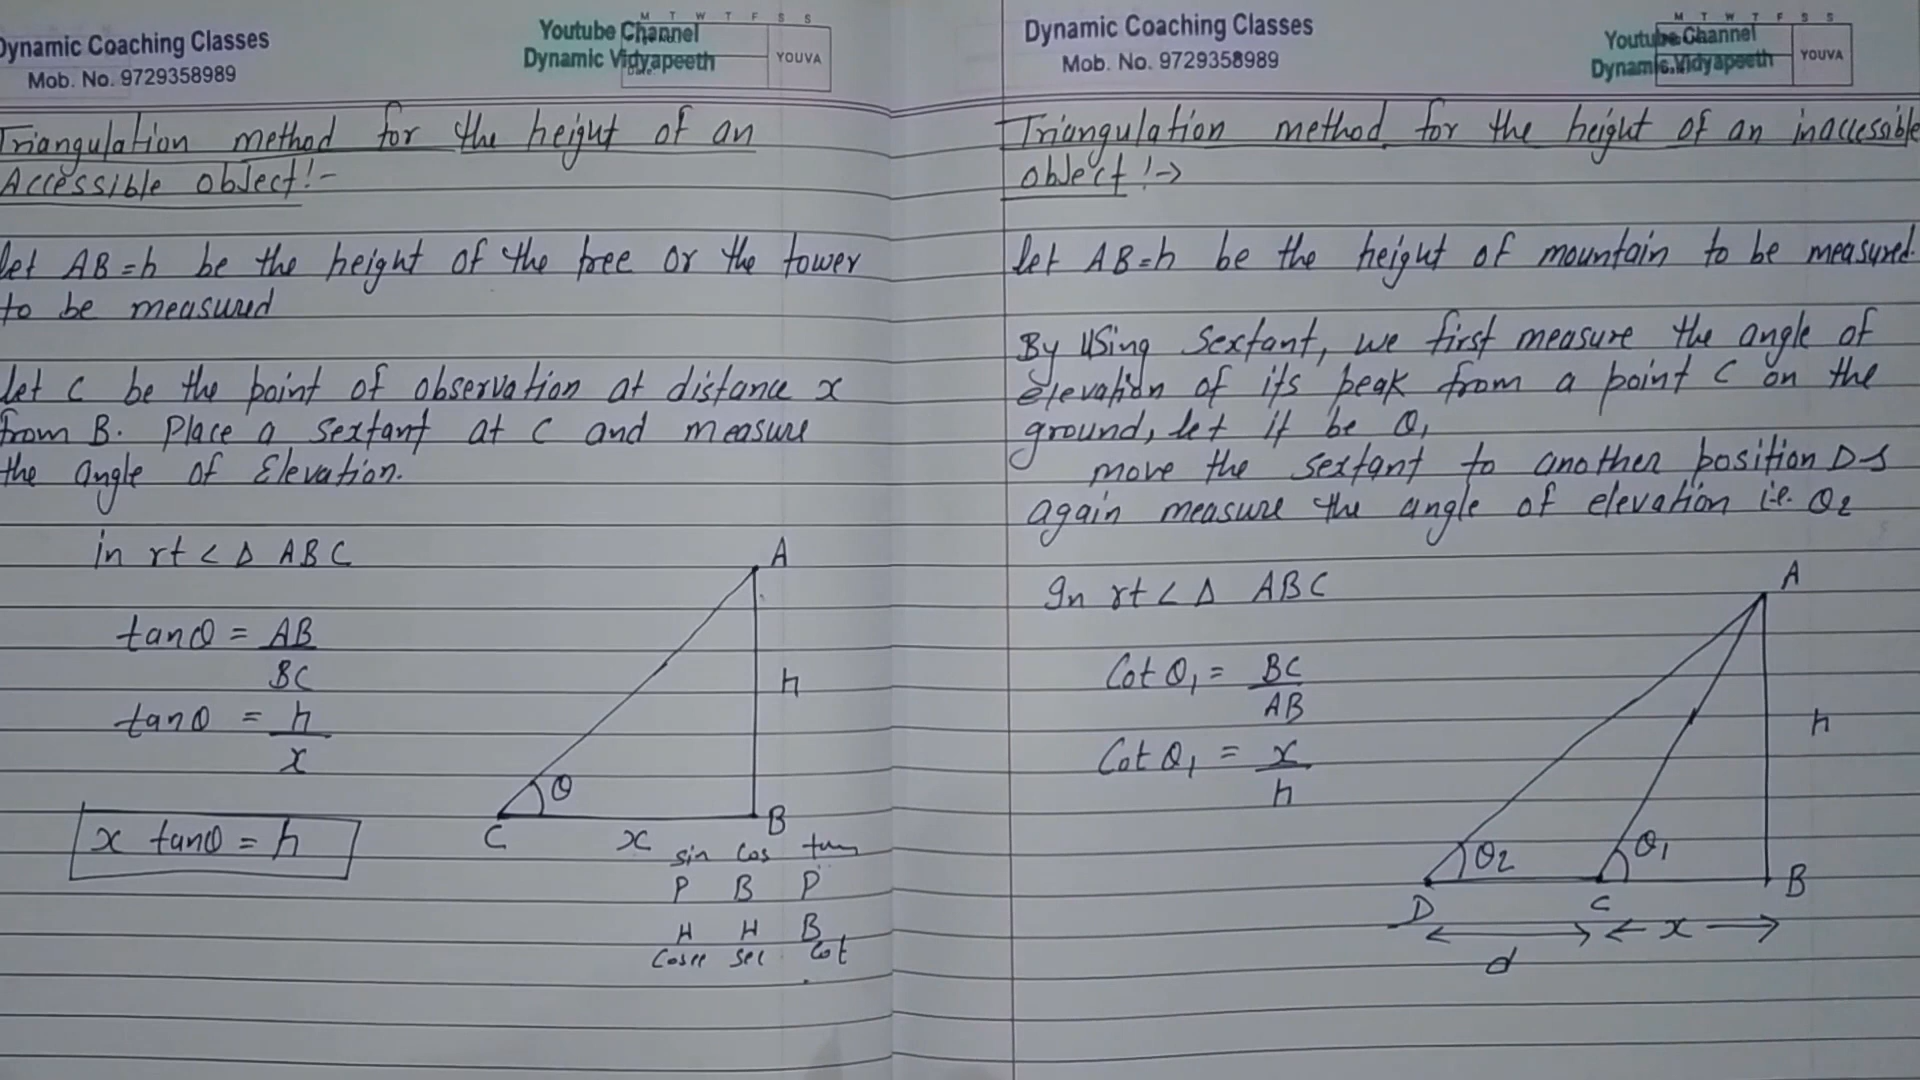 Dynamic Coaching Classes
Mob. No. 9729358989
M T W T F S S
Youtube Channel
Dynamic Vidyapeeth
YOUVA
Triangulation method for the height of an
Accessible object:-
let AB = h be the height of the tree or the tower
to be measured
let C be the point of observation at distance x
from B. Place a sextant at C and measure
the angle of Elevation.
in rt < Δ ABC
tanθ = AB
BC
tanθ = h
x
x tanθ = h
A
h
θ
C
x
B
sin cos tan
P B P
H H B
Cosec Sec Cot
Dynamic Coaching Classes
Mob. No. 9729358989
M T W T F S S
Youtube Channel
Dynamic Vidyapeeth
YOUVA
Triangulation method for the height of an inaccessible
object :→
let AB = h be the height of mountain to be measured.
By using Sextant, we first measure the angle of
elevation of its peak from a point C on the
ground, let it be θ1
move the sextant to another position D &
again measure the angle of elevation i.e. θ2
In rt < Δ ABC
Cot θ1 = BC
AB
Cot θ1 = x
h
A
h
θ2
θ1
B
D
C
x
d